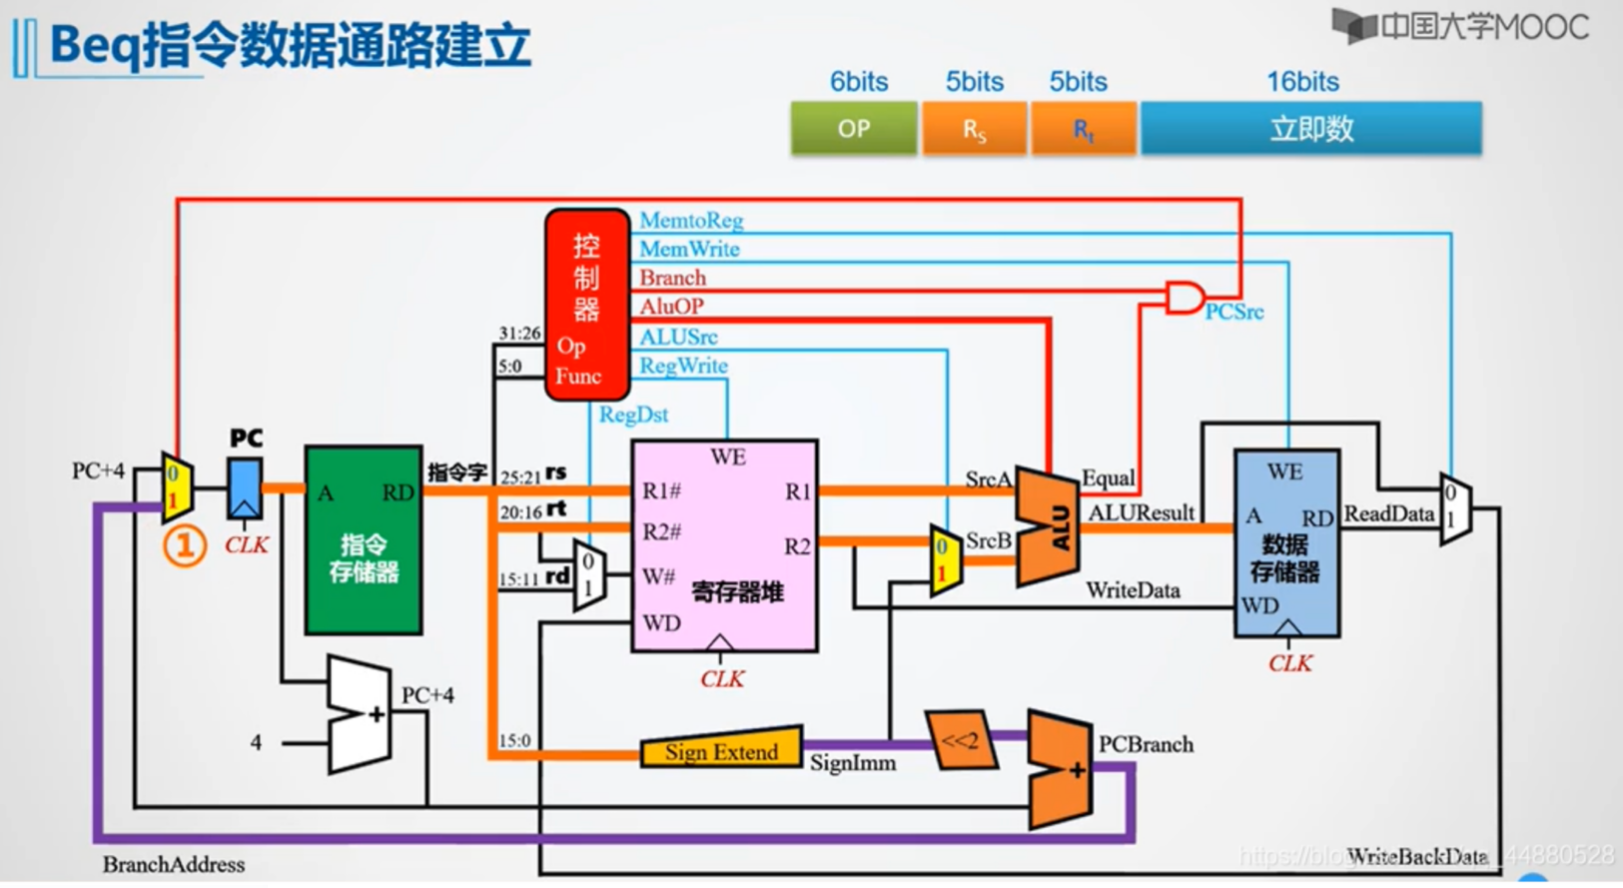 Beq指令数据通路建立
中国大学MOOC
6bits 5bits 5bits 16bits
OP Rs Rt 立即数
控制器
MemtoReg
MemWrite
Branch
AluOP
ALUSrc
RegWrite
RegDst
PCSrc
31:26
Op
5:0
Func
PC+4
0
1
①
PC
CLK
A
RD
指令
存储器
指令字
25:21 rs
20:16 rt
15:11 rd
0
1
WE
R1#
R2#
W#
WD
R1
R2
寄存器堆
CLK
0
1
SrcA
SrcB
ALU
Equal
ALUResult
WriteData
WE
A
RD
数据
存储器
WD
CLK
ReadData
0
1
4
+
PC+4
15:0
Sign Extend
SignImm
<<2
+
PCBranch
BranchAddress
WriteBackData
44880528